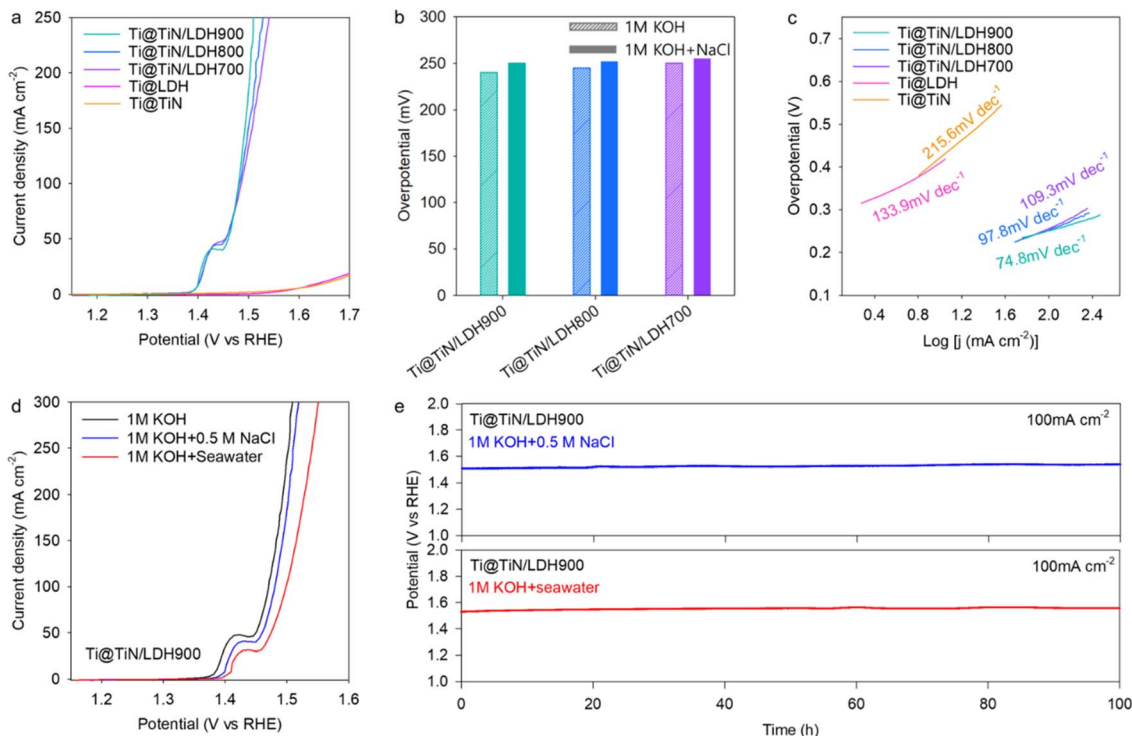 a
250
200
150
100
50
0
Current density (mA cm⁻²)
Ti@TiN/LDH900
Ti@TiN/LDH800
Ti@TiN/LDH700
Ti@LDH
Ti@TiN
1.2 1.3 1.4 1.5 1.6 1.7
Potential (V vs RHE)
b
300
250
200
150
100
50
0
Overpotential (mV)
1M KOH
1M KOH+NaCl
Ti@TiN/LDH900
Ti@TiN/LDH800
Ti@TiN/LDH700
c
0.7
0.6
0.5
0.4
0.3
0.2
0.1
Overpotential (V)
Ti@TiN/LDH900
Ti@TiN/LDH800
Ti@TiN/LDH700
Ti@LDH
Ti@TiN
215.6mV dec⁻¹
133.9mV dec⁻¹
109.3mV dec⁻¹
97.8mV dec⁻¹
74.8mV dec⁻¹
0.4 0.8 1.2 1.6 2.0 2.4
Log [j (mA cm⁻²)]
d
300
250
200
150
100
50
0
Current density (mA cm⁻²)
1M KOH
1M KOH+0.5 M NaCl
1M KOH+Seawater
Ti@TiN/LDH900
1.2 1.3 1.4 1.5 1.6
Potential (V vs RHE)
e
2.0
1.8
1.6
1.4
1.2
1.0
Ti@TiN/LDH900
100mA cm⁻²
1M KOH+0.5 M NaCl
Potential (V vs RHE)
2.0
1.8
1.6
1.4
1.2
1.0
Ti@TiN/LDH900
100mA cm⁻²
1M KOH+seawater
0 20 40 60 80 100
Time (h)